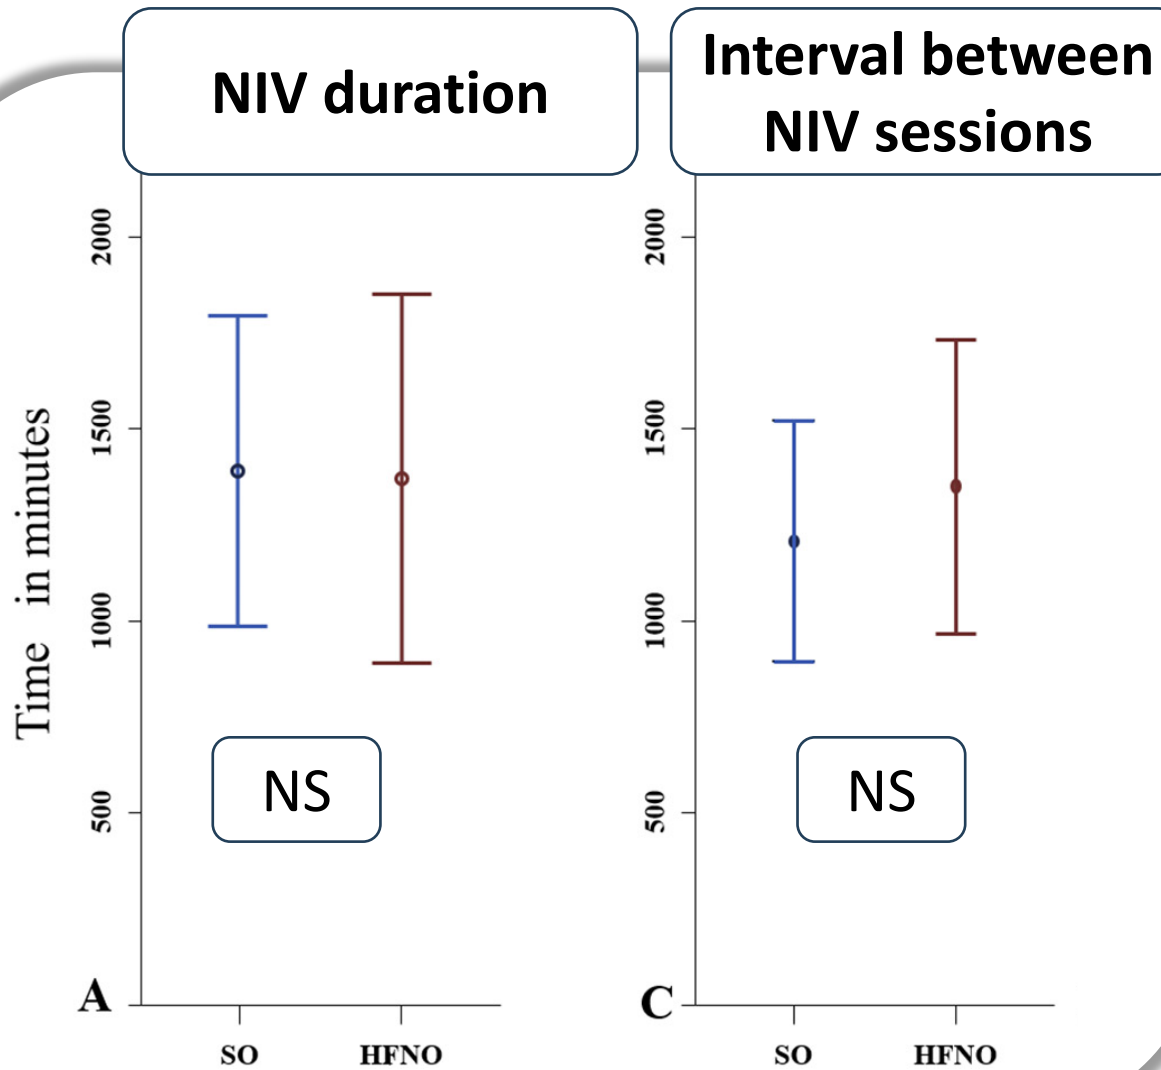 NIV duration
Interval between
NIV sessions
Time in minutes
2000
1500
1000
500
NS
A
SO
HFNO
2000
1500
1000
500
NS
C
SO
HFNO